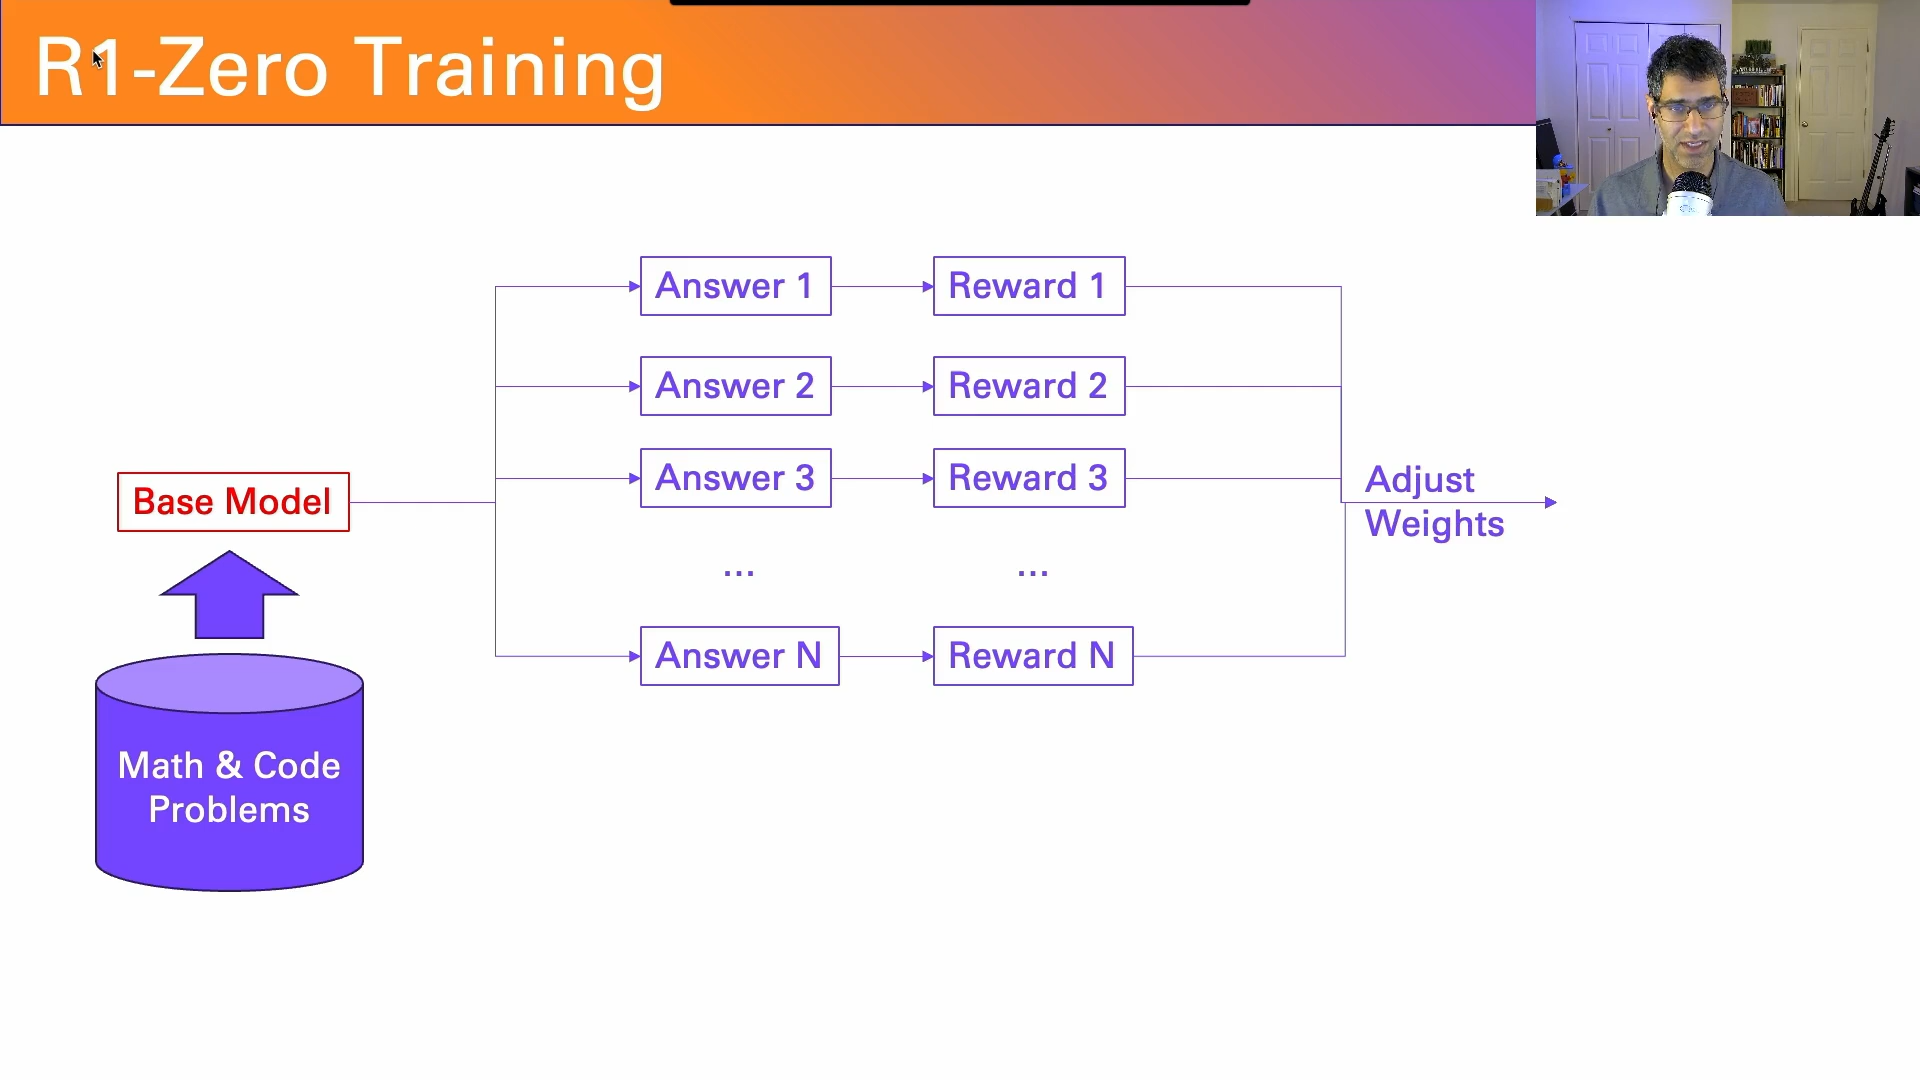 R1-Zero Training
Answer 1
Reward 1
Answer 2
Reward 2
Answer 3
Reward 3
Adjust
Weights
Base Model
...
...
Answer N
Reward N
Math & Code
Problems